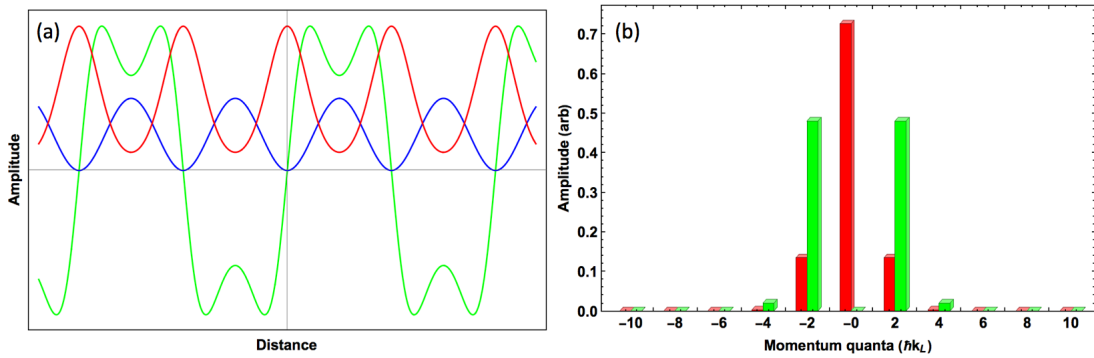 (a)
Amplitude
Distance
(b)
Amplitude (arb)
0.7
0.6
0.5
0.4
0.3
0.2
0.1
0.0
−10 −8 −6 −4 −2 −0 2 4 6 8 10
Momentum quanta (ℏk_L)